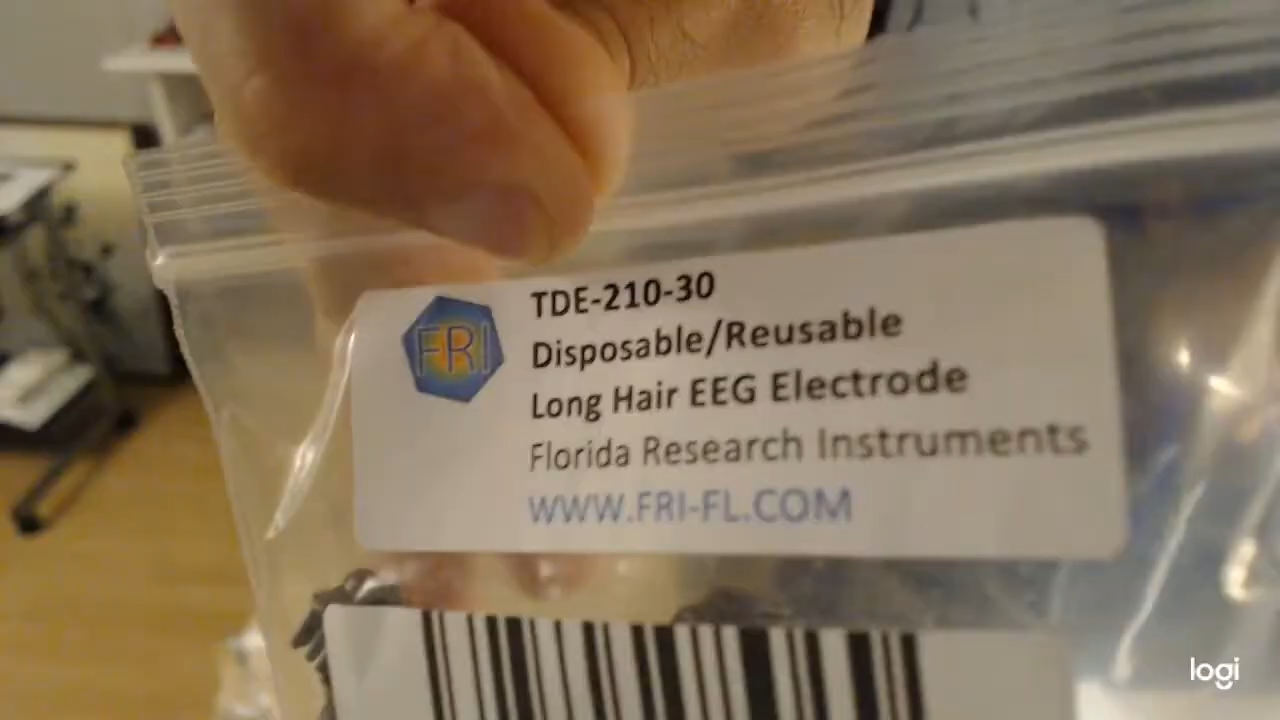 FRI
TDE-210-30
Disposable/Reusable
Long Hair EEG Electrode
Florida Research Instruments
WWW.FRI-FL.COM
logi